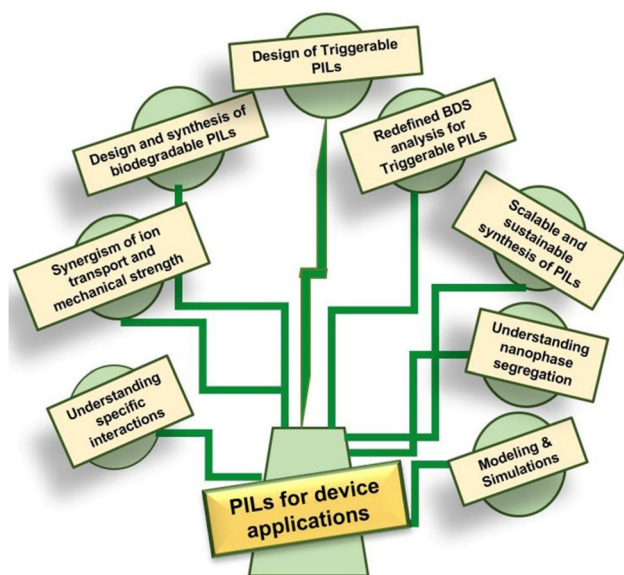 Design of Triggerable
PILs
Design and synthesis of
biodegradable PILs
Redefined BDS
analysis for
Triggerable PILs
Synergism of ion
transport and
mechanical strength
Scalable and
sustainable
synthesis of PILs
Understanding
specific
interactions
Understanding
nanophase
segregation
Modeling &
Simulations
PILs for device
applications